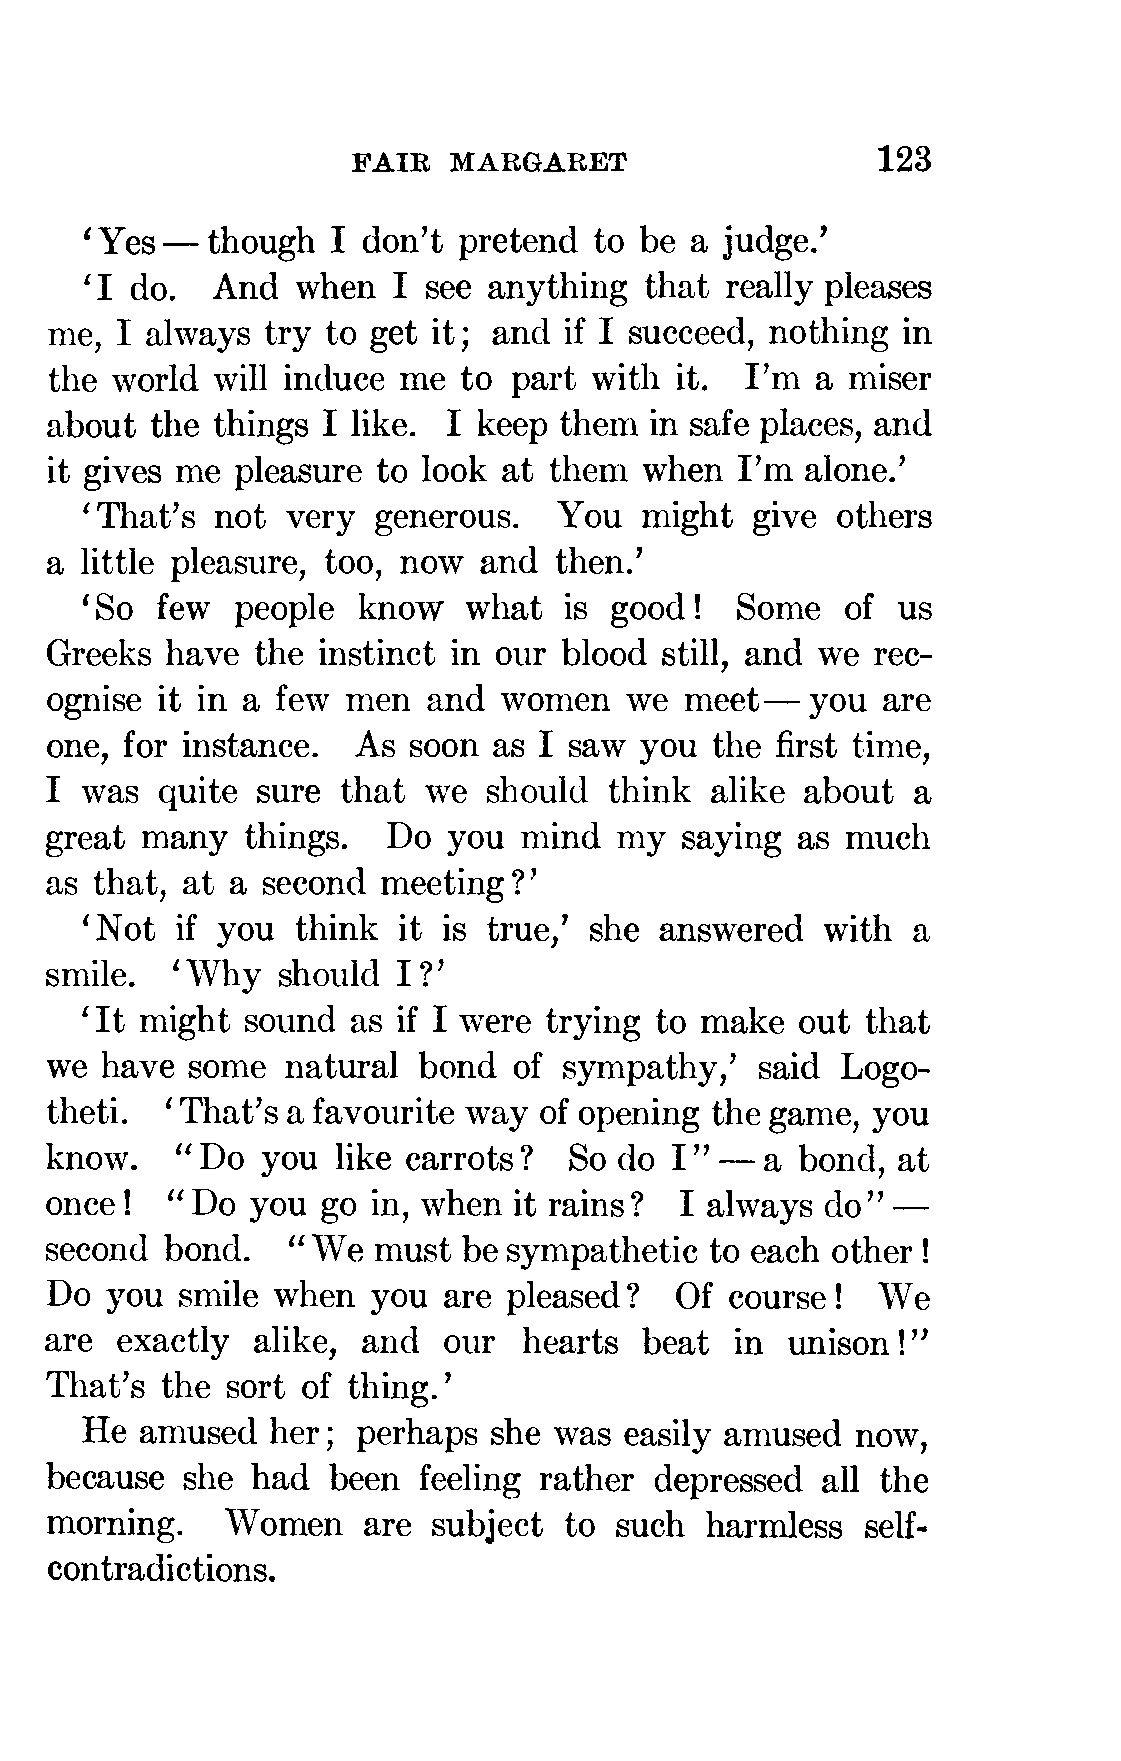 FAIR MARGARET 123
‘Yes — though I don’t pretend to be a judge.’
‘I do. And when I see anything that really pleases
me, I always try to get it; and if I succeed, nothing in
the world will induce me to part with it. I’m a miser
about the things I like. I keep them in safe places, and
it gives me pleasure to look at them when I’m alone.’
‘That’s not very generous. You might give others
a little pleasure, too, now and then.’
‘So few people know what is good! Some of us
Greeks have the instinct in our blood still, and we rec-
ognise it in a few men and women we meet — you are
one, for instance. As soon as I saw you the first time,
I was quite sure that we should think alike about a
great many things. Do you mind my saying as much
as that, at a second meeting?’
‘Not if you think it is true,’ she answered with a
smile. ‘Why should I?’
‘It might sound as if I were trying to make out that
we have some natural bond of sympathy,’ said Logo-
theti. ‘That’s a favourite way of opening the game, you
know. “Do you like carrots? So do I” — a bond, at
once! “Do you go in, when it rains? I always do” —
second bond. “We must be sympathetic to each other!
Do you smile when you are pleased? Of course! We
are exactly alike, and our hearts beat in unison!”
That’s the sort of thing.’
He amused her; perhaps she was easily amused now,
because she had been feeling rather depressed all the
morning. Women are subject to such harmless self-
contradictions.